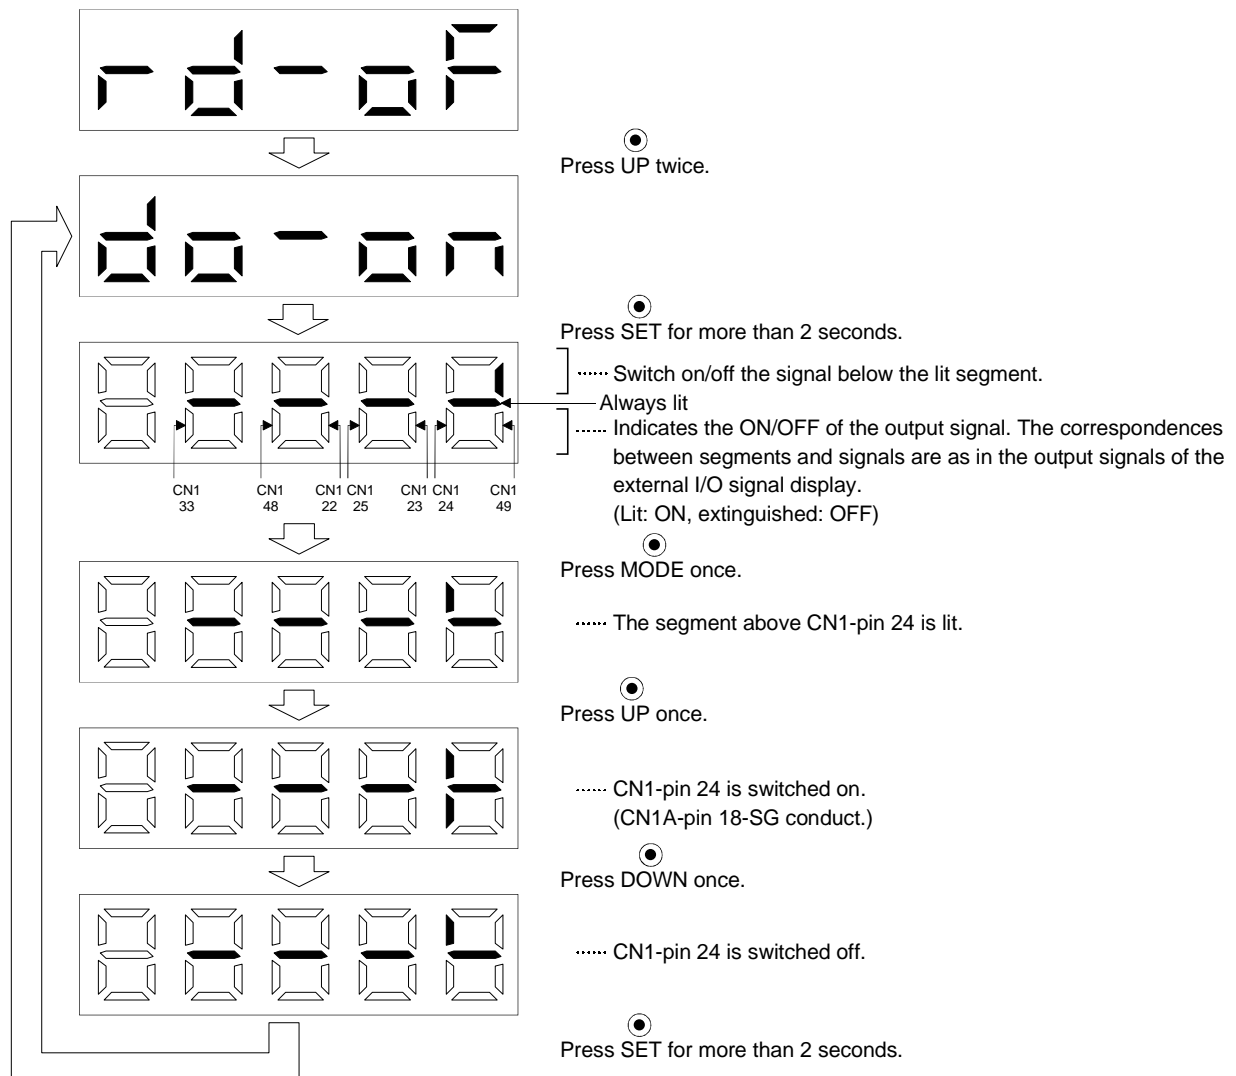 rd-oF
Press UP twice.
do-on
Press SET for more than 2 seconds.
Switch on/off the signal below the lit segment.
Always lit
Indicates the ON/OFF of the output signal. The correspondences
between segments and signals are as in the output signals of the
external I/O signal display.
(Lit: ON, extinguished: OFF)
CN1 CN1 CN1 CN1 CN1 CN1 CN1
33 48 22 25 23 24 49
Press MODE once.
The segment above CN1-pin 24 is lit.
Press UP once.
CN1-pin 24 is switched on.
(CN1A-pin 18-SG conduct.)
Press DOWN once.
CN1-pin 24 is switched off.
Press SET for more than 2 seconds.